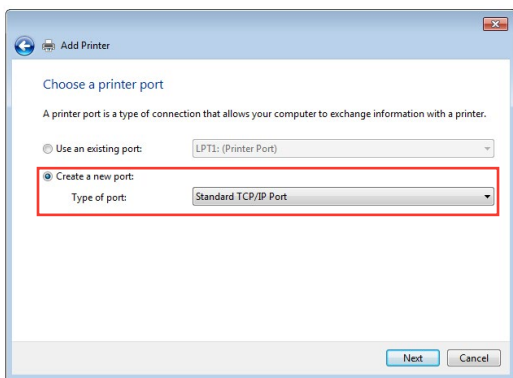 Add Printer
Choose a printer port
A printer port is a type of connection that allows your computer to exchange information with a printer.
Use an existing port: LPT1: (Printer Port)
Create a new port:
Type of port: Standard TCP/IP Port
Next Cancel